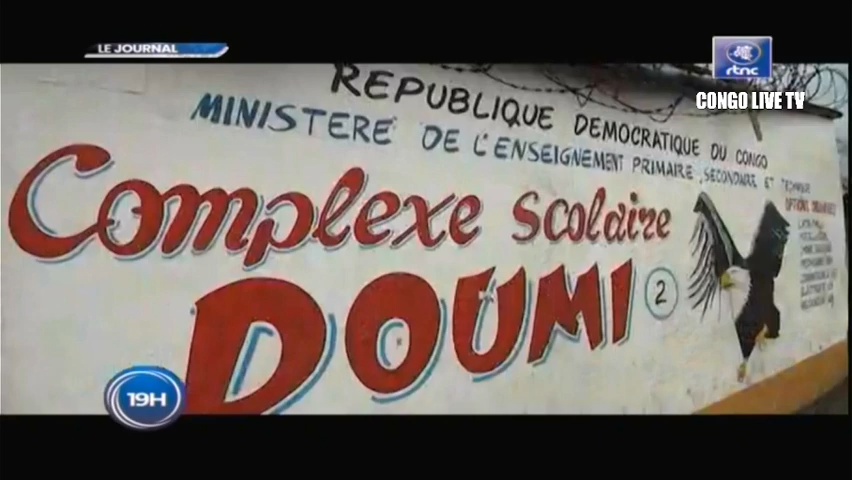 LE JOURNAL
rtnc
CONGO LIVE TV
REPUBLIQUE DEMOCRATIQUE DU CONGO
MINISTERE DE L'ENSEIGNEMENT PRIMAIRE, SECONDAIRE ET
Complexe Scolaire
DOUMI 2
19H